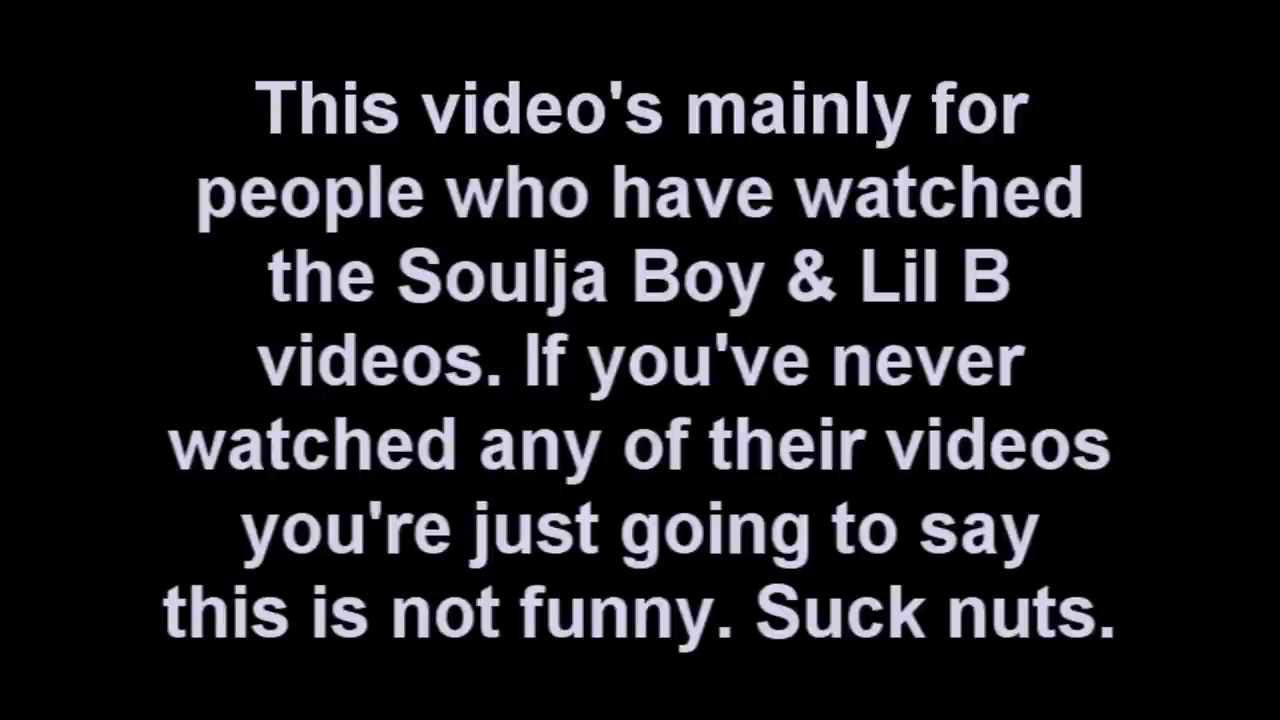 This video's mainly for
people who have watched
the Soulja Boy & Lil B
videos. If you've never
watched any of their videos
you're just going to say
this is not funny. Suck nuts.